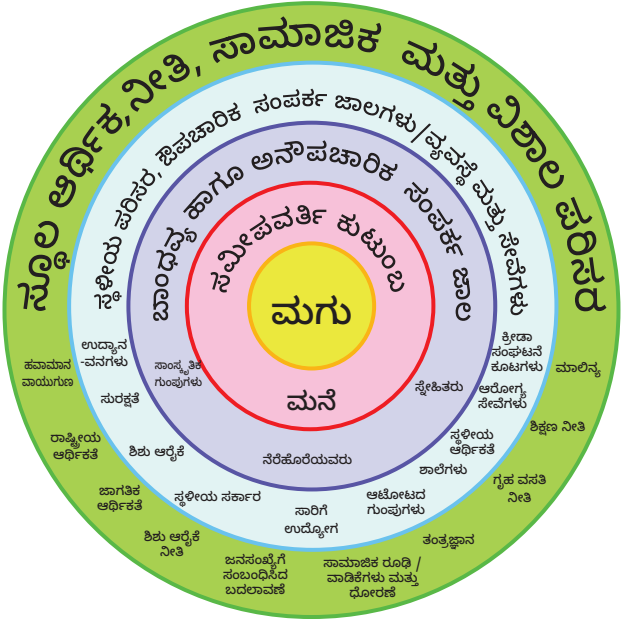 ಸ್ಥೂಲ ಆರ್ಥಿಕ,ನೀತಿ, ಸಾಮಾಜಿಕ ಮತ್ತು ವಿಶಾಲ ಪರಿಸರ
ಸ್ಥಳೀಯ ಪರಿಸರ, ಔಪಚಾರಿಕ ಸಂಪರ್ಕ ಜಾಲಗಳು/ವ್ಯವಸ್ಥೆ ಮತ್ತು ಸೇವೆಗಳು
ಬಾಂಧವ್ಯ ಹಾಗೂ ಅನೌಪಚಾರಿಕ ಸಂಪರ್ಕ ಜಾಲ
ಸಮೀಪವರ್ತಿ ಕುಟುಂಬ
ಮಗು
ಮನೆ
ಸಾಂಸ್ಕೃತಿಕ
ಗುಂಪುಗಳು
ಸ್ನೇಹಿತರು
ನೆರೆಹೊರೆಯವರು
ಉದ್ಯಾನ
-ವನಗಳು
ಸುರಕ್ಷತೆ
ಶಿಶು ಆರೈಕೆ
ಸ್ಥಳೀಯ ಸರ್ಕಾರ
ಸಾರಿಗೆ
ಉದ್ಯೋಗ
ಆಟೋಟದ
ಗುಂಪುಗಳು
ಶಾಲೆಗಳು
ಸ್ಥಳೀಯ
ಆರ್ಥಿಕತೆ
ಆರೋಗ್ಯ
ಸೇವೆಗಳು
ಕ್ರೀಡಾ
ಸಂಘಟನೆ
ಕೂಟಗಳು
ಹವಾಮಾನ
ವಾಯುಗುಣ
ರಾಷ್ಟ್ರೀಯ
ಆರ್ಥಿಕತೆ
ಜಾಗತಿಕ
ಆರ್ಥಿಕತೆ
ಶಿಶು ಆರೈಕೆ
ನೀತಿ
ಜನಸಂಖ್ಯೆಗೆ
ಸಂಬಂಧಿಸಿದ
ಬದಲಾವಣೆ
ಸಾಮಾಜಿಕ ರೂಢಿ /
ವಾಡಿಕೆಗಳು ಮತ್ತು
ಧೋರಣೆ
ತಂತ್ರಜ್ಞಾನ
ಗೃಹ ವಸತಿ
ನೀತಿ
ಶಿಕ್ಷಣ ನೀತಿ
ಮಾಲಿನ್ಯ